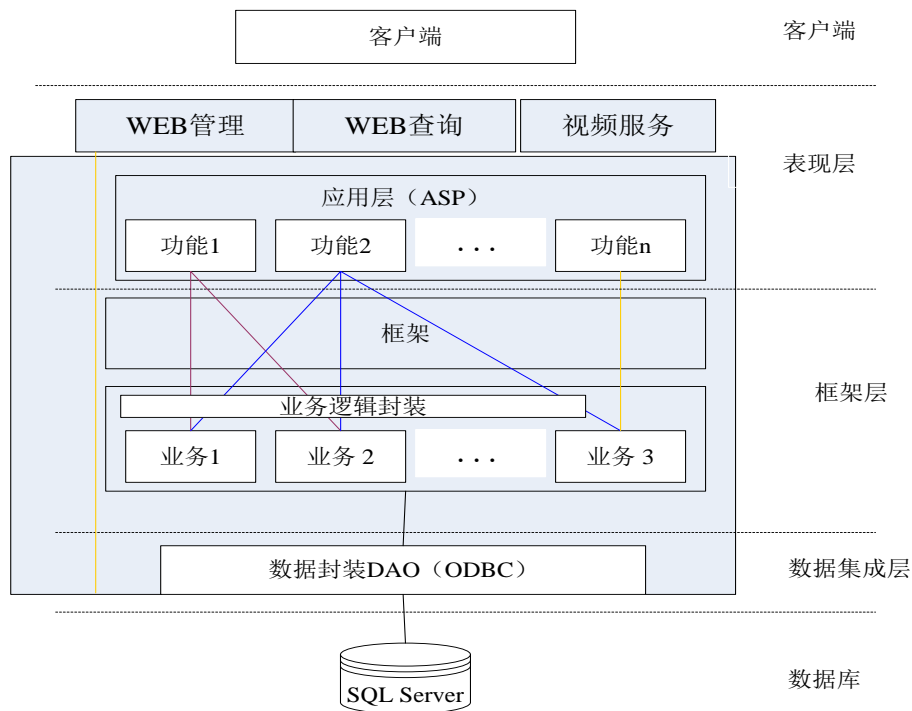 客户端
客户端
WEB管理
WEB查询
视频服务
表现层
应用层（ASP）
功能1
功能2
...
功能n
框架
框架层
业务逻辑封装
业务1
业务 2
...
业务 3
数据封装DAO（ODBC）
数据集成层
SQL Server
数据库